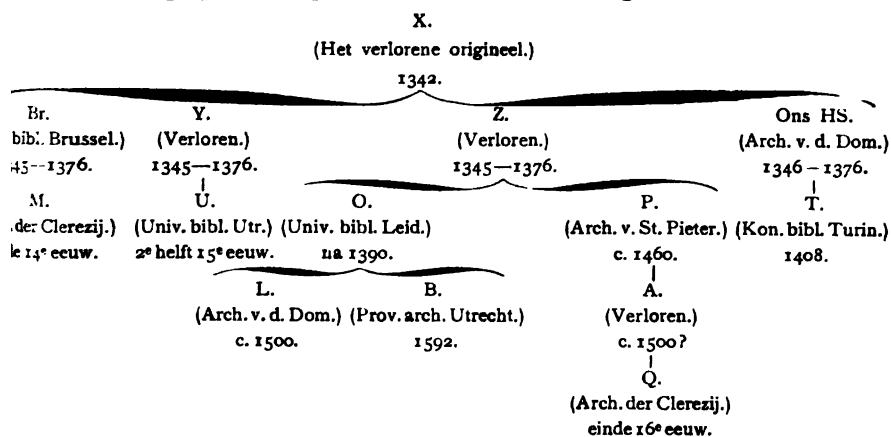 X.
(Het verlorene origineel.)
1342.
Br. Y. Z. Ons HS.
bibl. Brussel.) (Verloren.) (Verloren.) (Arch. v. d. Dom.)
45--1376. 1345—1376. 1345—1376. 1346 – 1376.
M. U. O. P. T.
der Clerezij.) (Univ. bibl. Utr.) (Univ. bibl. Leid.) (Arch. v. St. Pieter.) (Kon. bibl. Turin.)
14e eeuw. 2e helft 15e eeuw. na 1390. c. 1460. 1408.
L. B. A.
(Arch. v. d. Dom.) (Prov. arch. Utrecht.) (Verloren.)
c. 1500. 1592. c. 1500?
Q.
(Arch. der Clerezij.)
einde 16e eeuw.